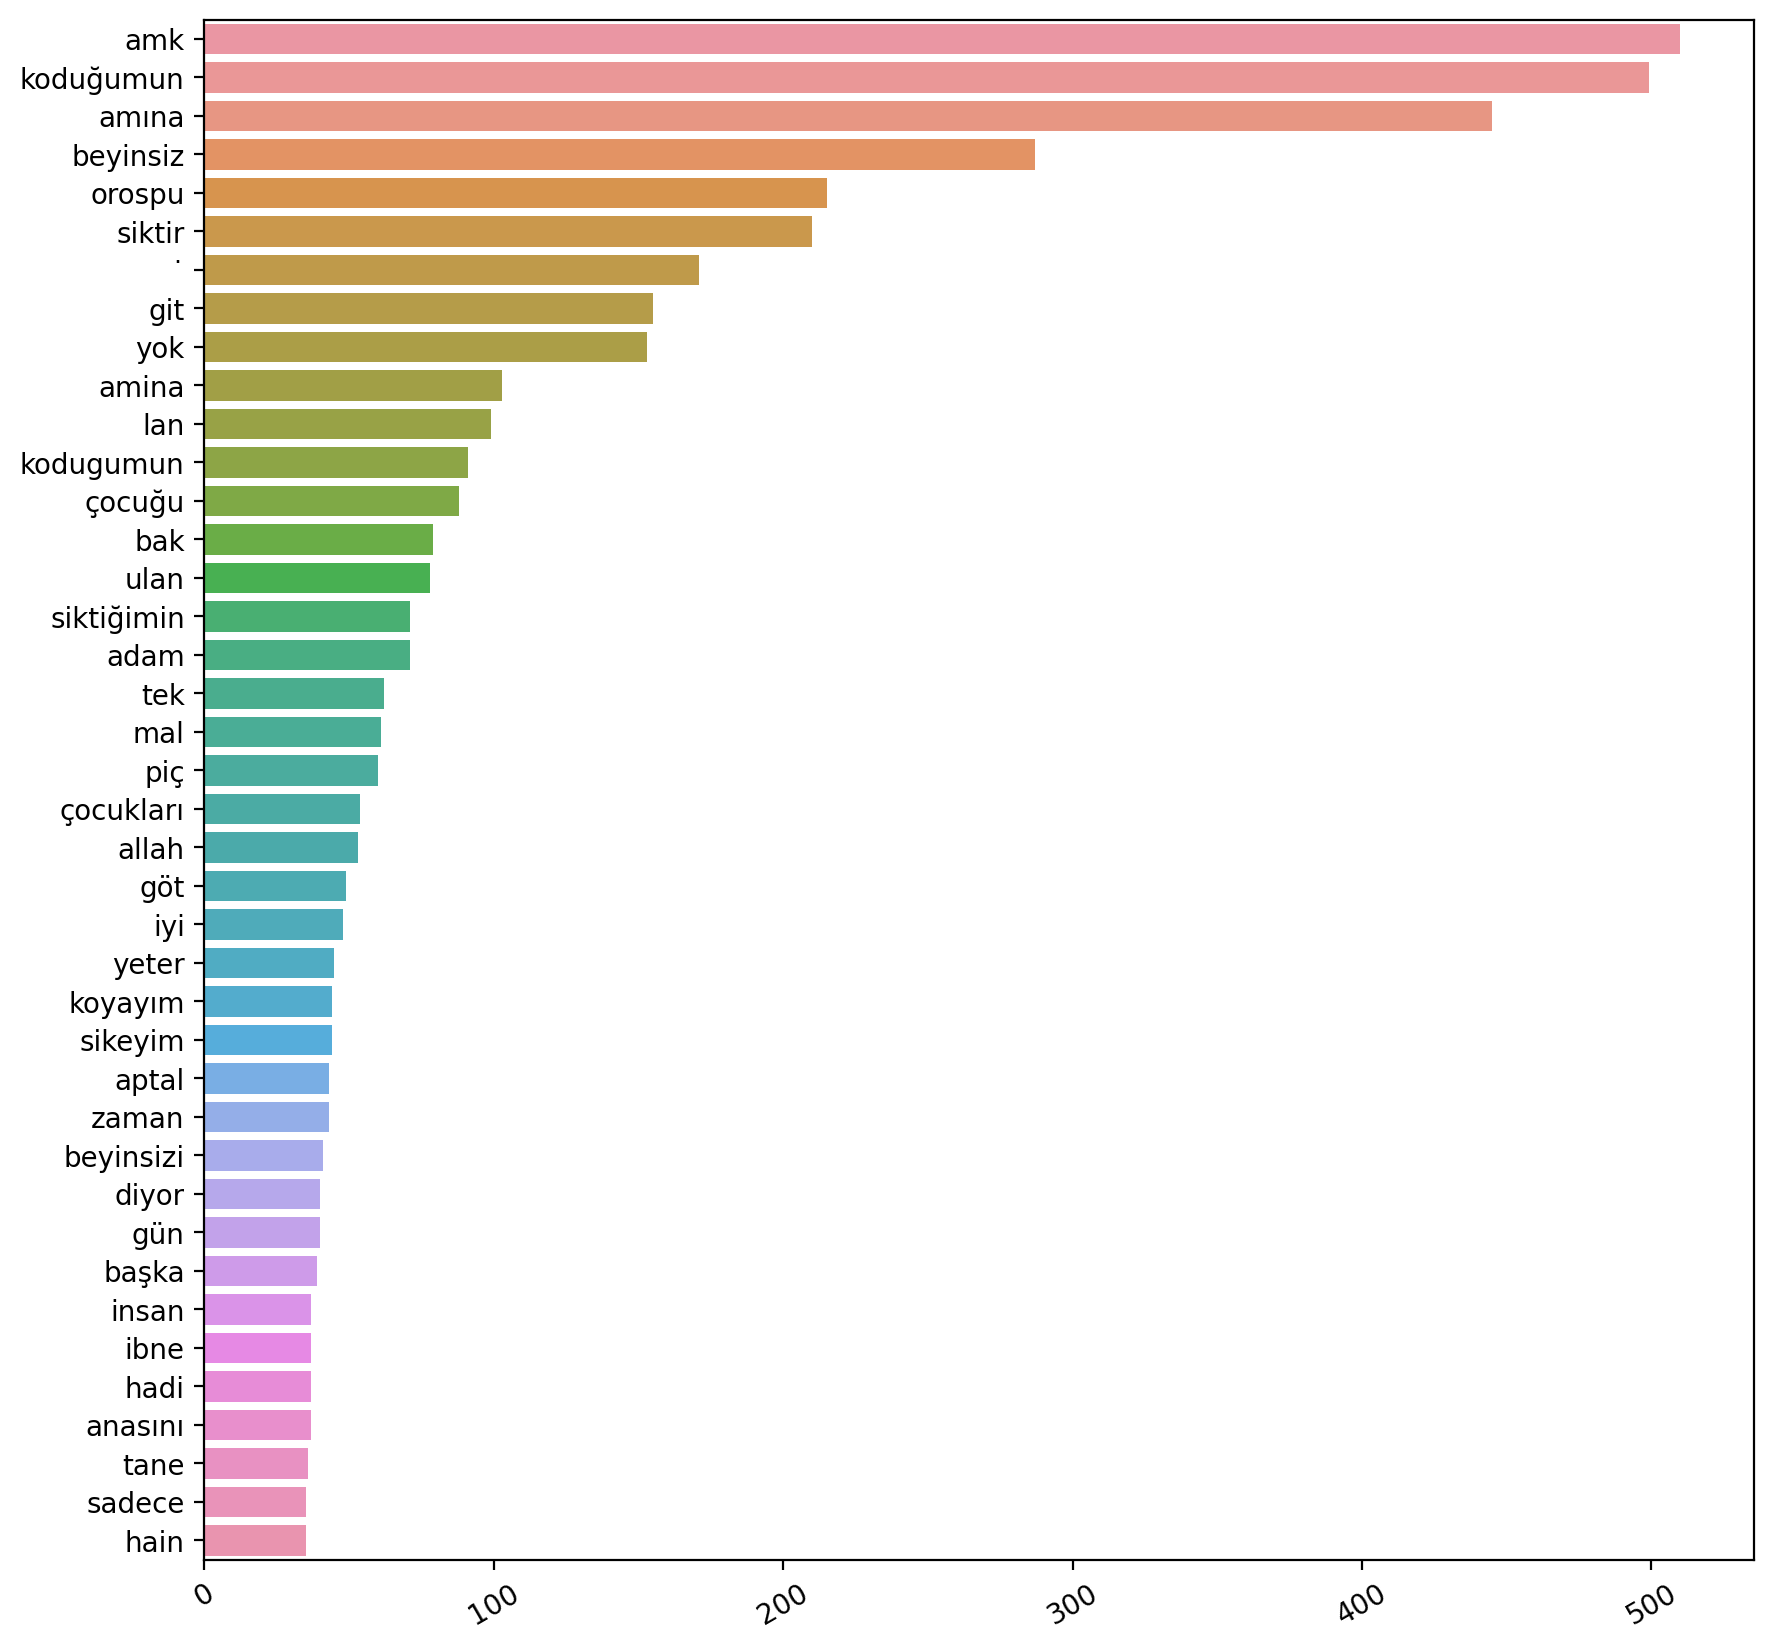 amk
koduğumun
amına
beyinsiz
orospu
siktir
̇
git
yok
amina
lan
kodugumun
çocuğu
bak
ulan
siktiğimin
adam
tek
mal
piç
çocukları
allah
göt
iyi
yeter
koyayım
sikeyim
aptal
zaman
beyinsizi
diyor
gün
başka
insan
ibne
hadi
anasını
tane
sadece
hain
0 100 200 300 400 500